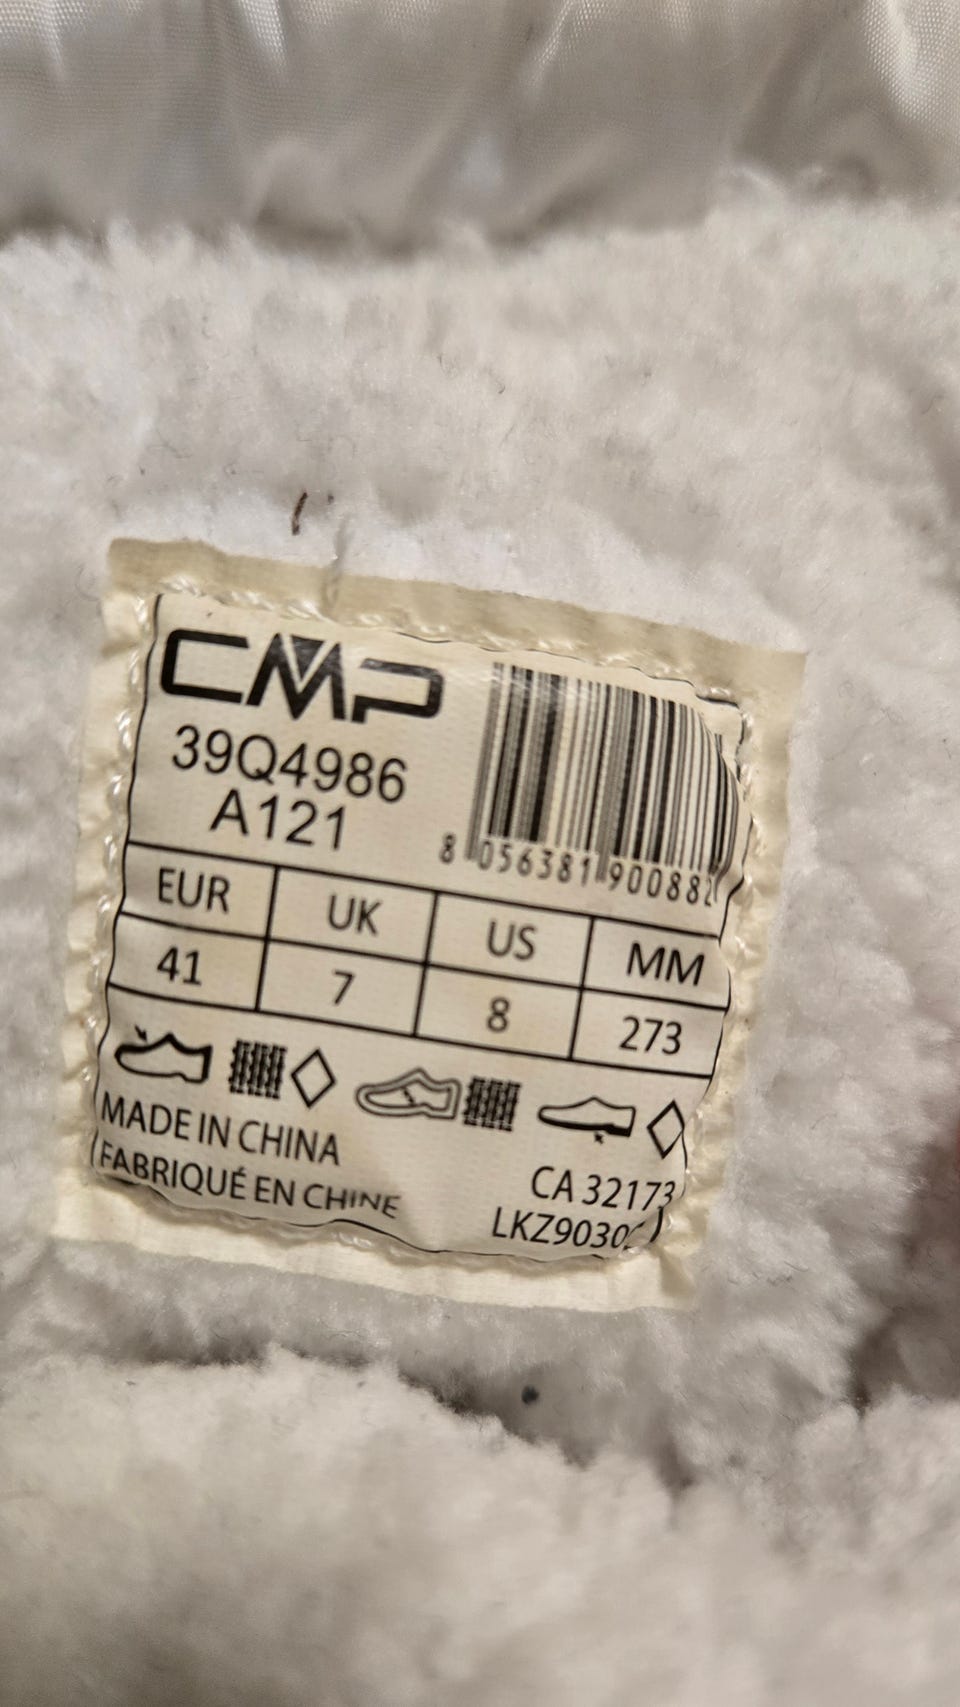 CMP
39Q4986
A121
8 056381 900882
EUR UK US MM
41 7 8 273
MADE IN CHINA
FABRIQUÉ EN CHINE
CA 32173